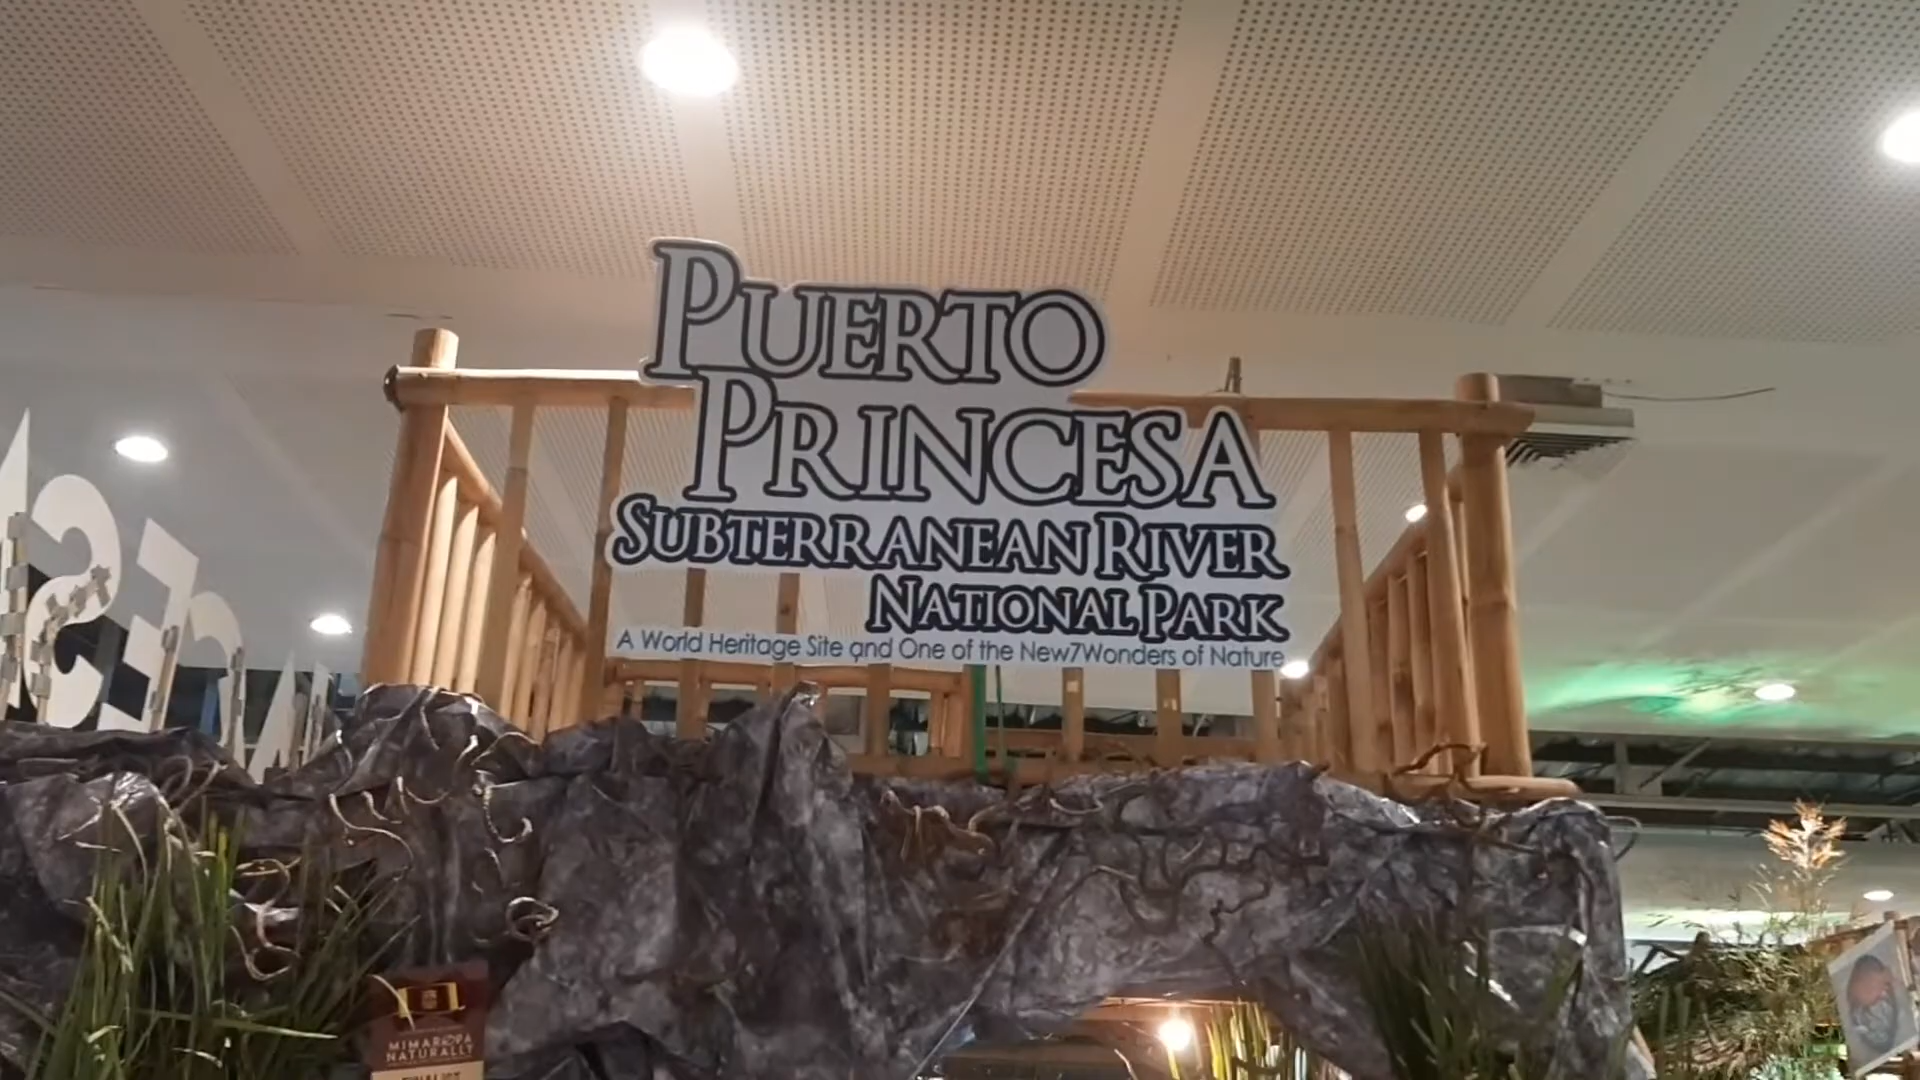 PUERTO
PRINCESA
SUBTERRANEAN RIVER
NATIONAL PARK
A World Heritage Site and One of the New7Wonders of Nature
MIMAROPA
NATURALLY